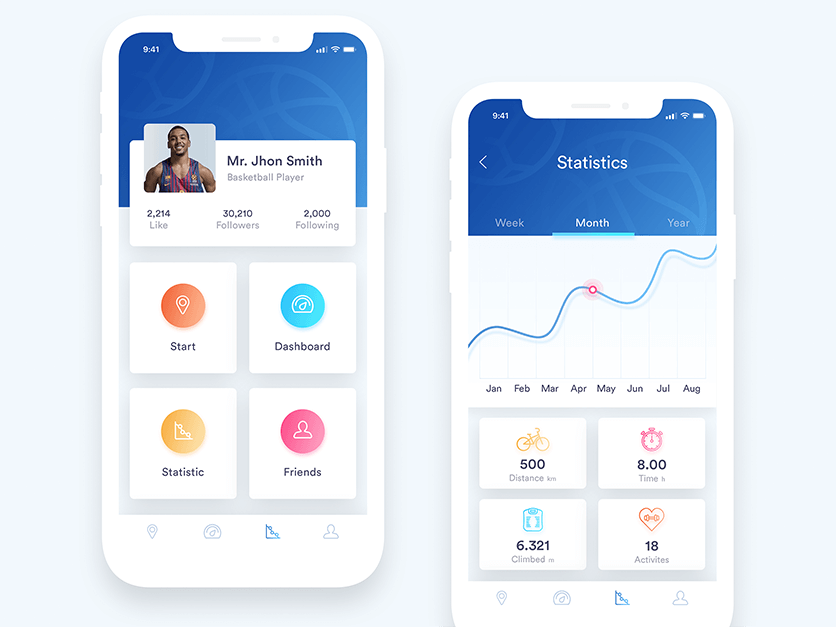 9:41
Mr. Jhon Smith
Basketball Player
2,214 30,210 2,000
Like Followers Following
Start Dashboard
Statistic Friends
9:41
Statistics
Week Month Year
Jan Feb Mar Apr May Jun Jul Aug
500 8.00
Distance km Time h
6.321 18
Climbed m Activites